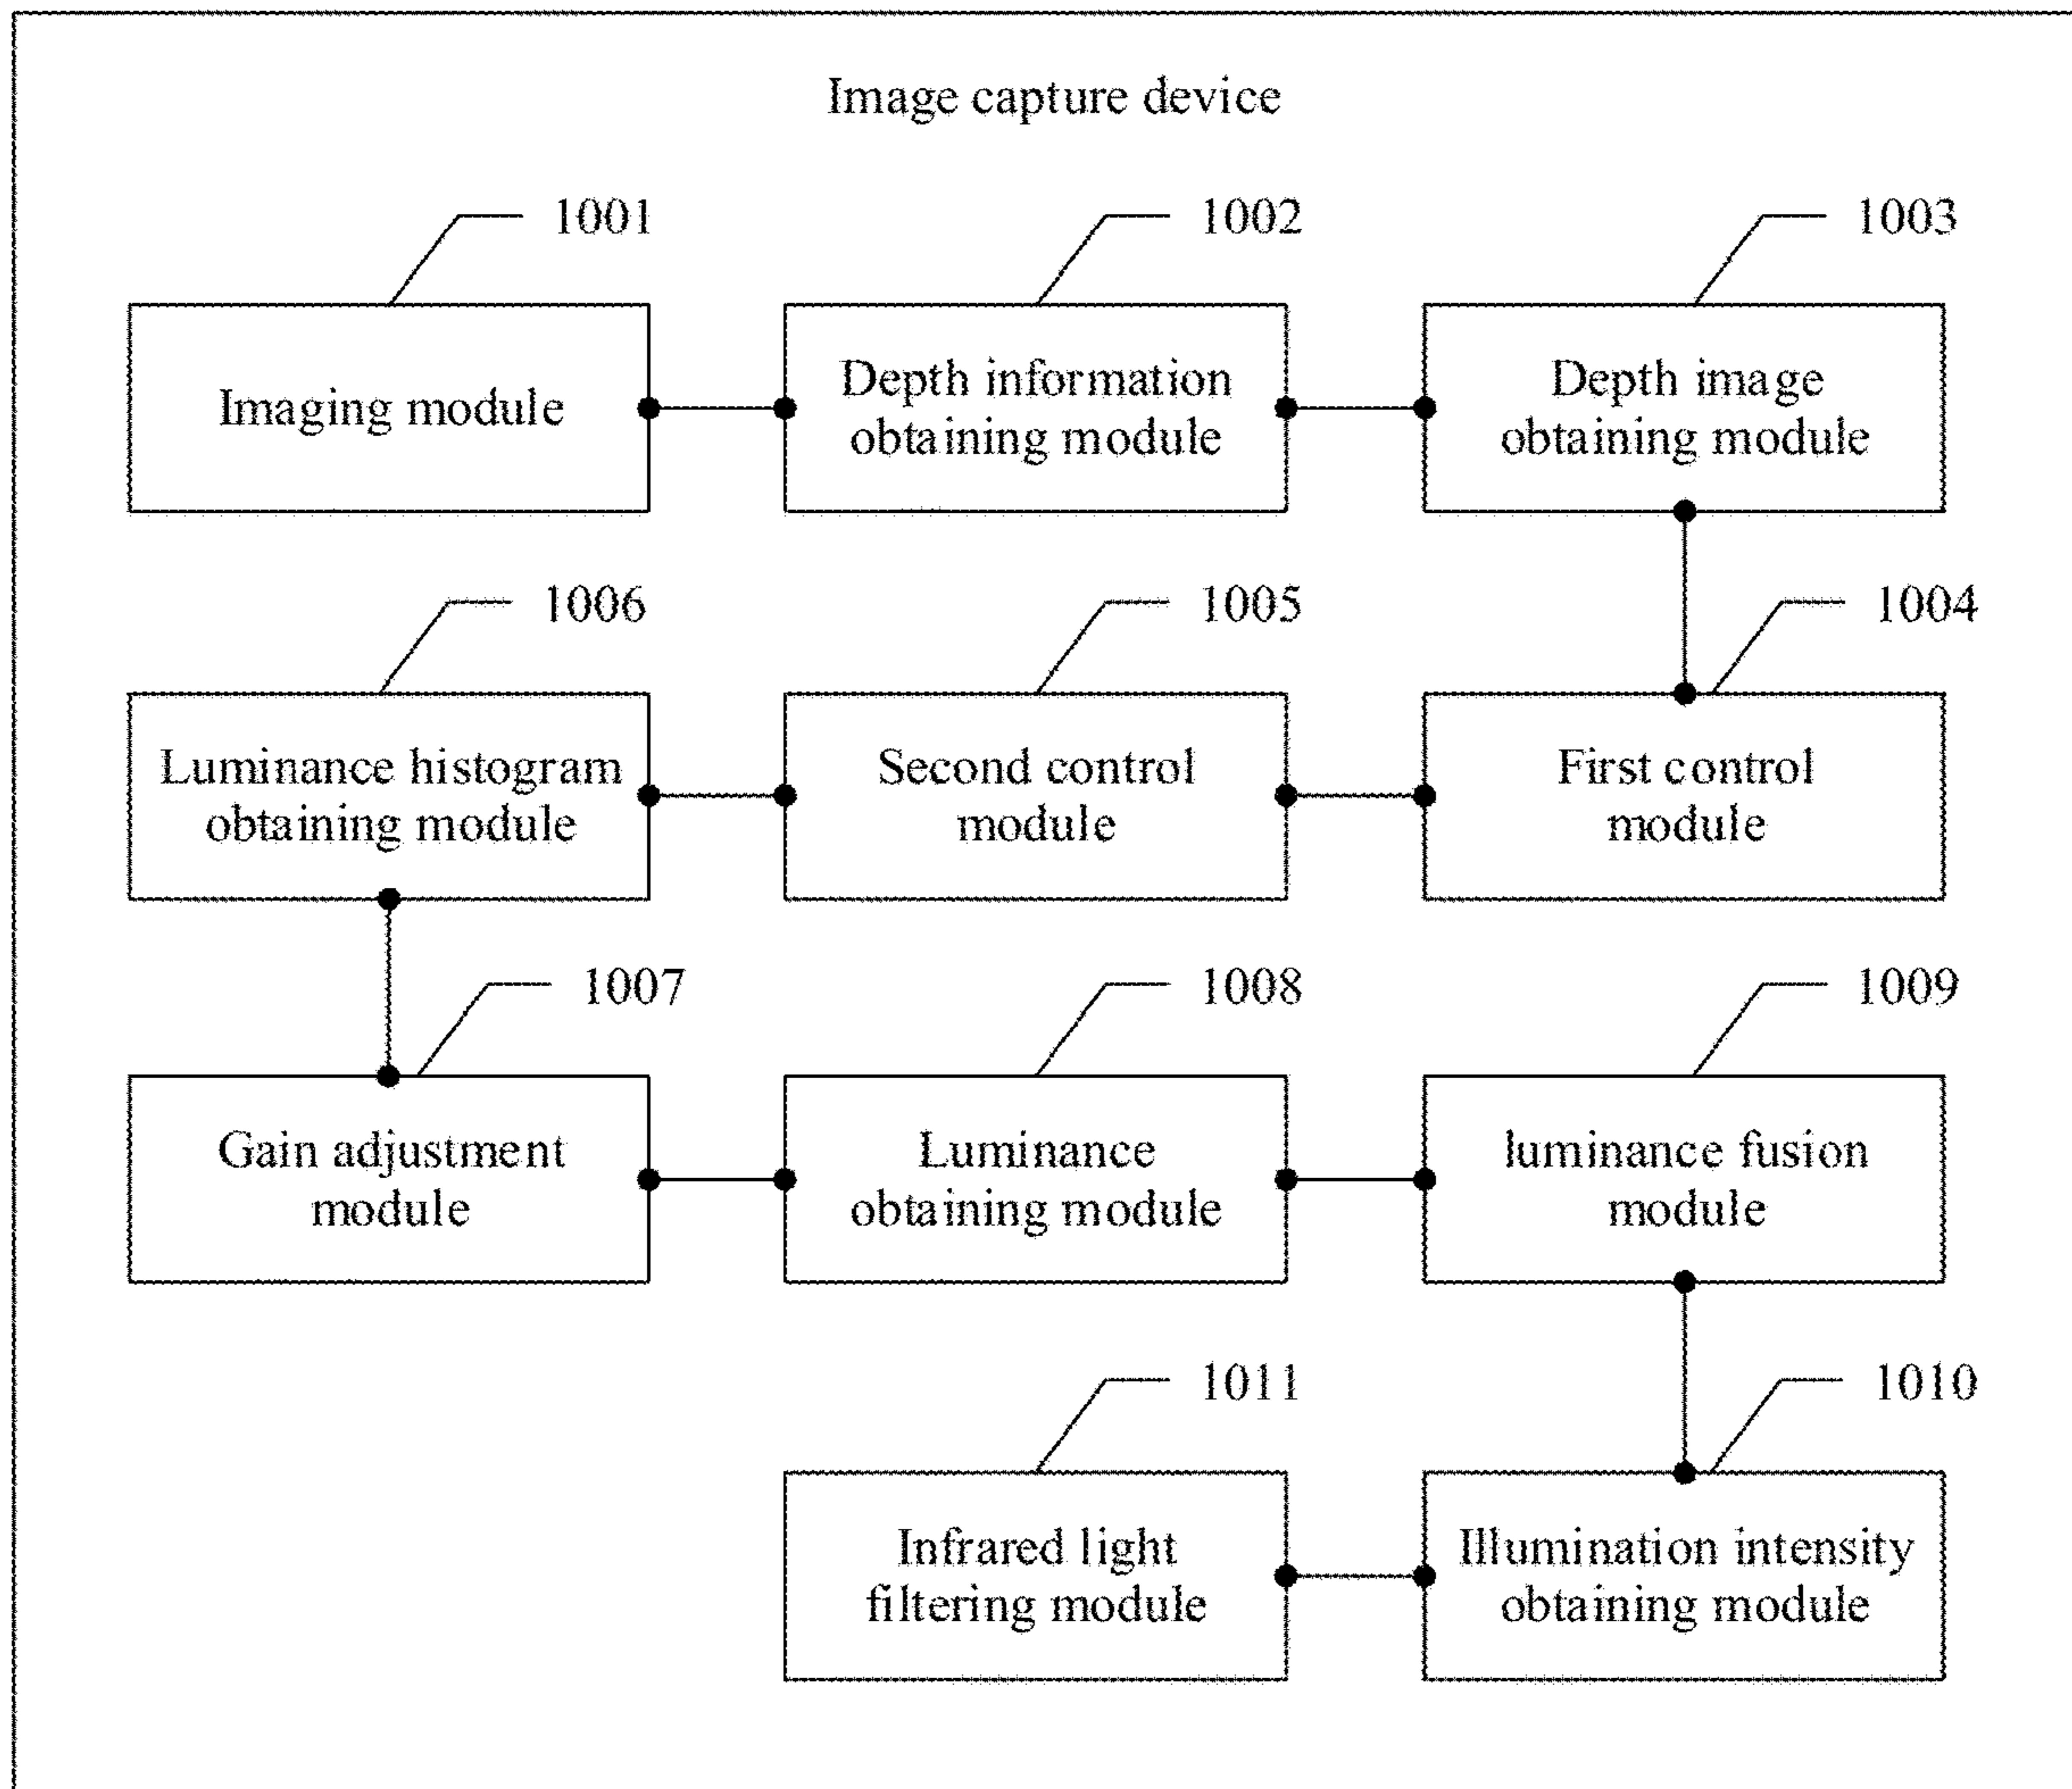 Image capture device
1001
1002
1003
Imaging module
Depth information
obtaining module
Depth image
obtaining module
1006
1005
1004
Luminance histogram
obtaining module
Second control
module
First control
module
1007
1008
1009
Gain adjustment
module
Luminance
obtaining module
luminance fusion
module
1011
1010
Infrared light
filtering module
Illumination intensity
obtaining module